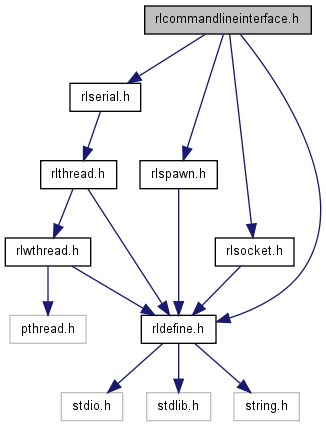 rlcommandlineinterface.h
rlserial.h
rlthread.h
rlspawn.h
rlwthread.h
rlsocket.h
pthread.h
rldefine.h
stdio.h
stdlib.h
string.h